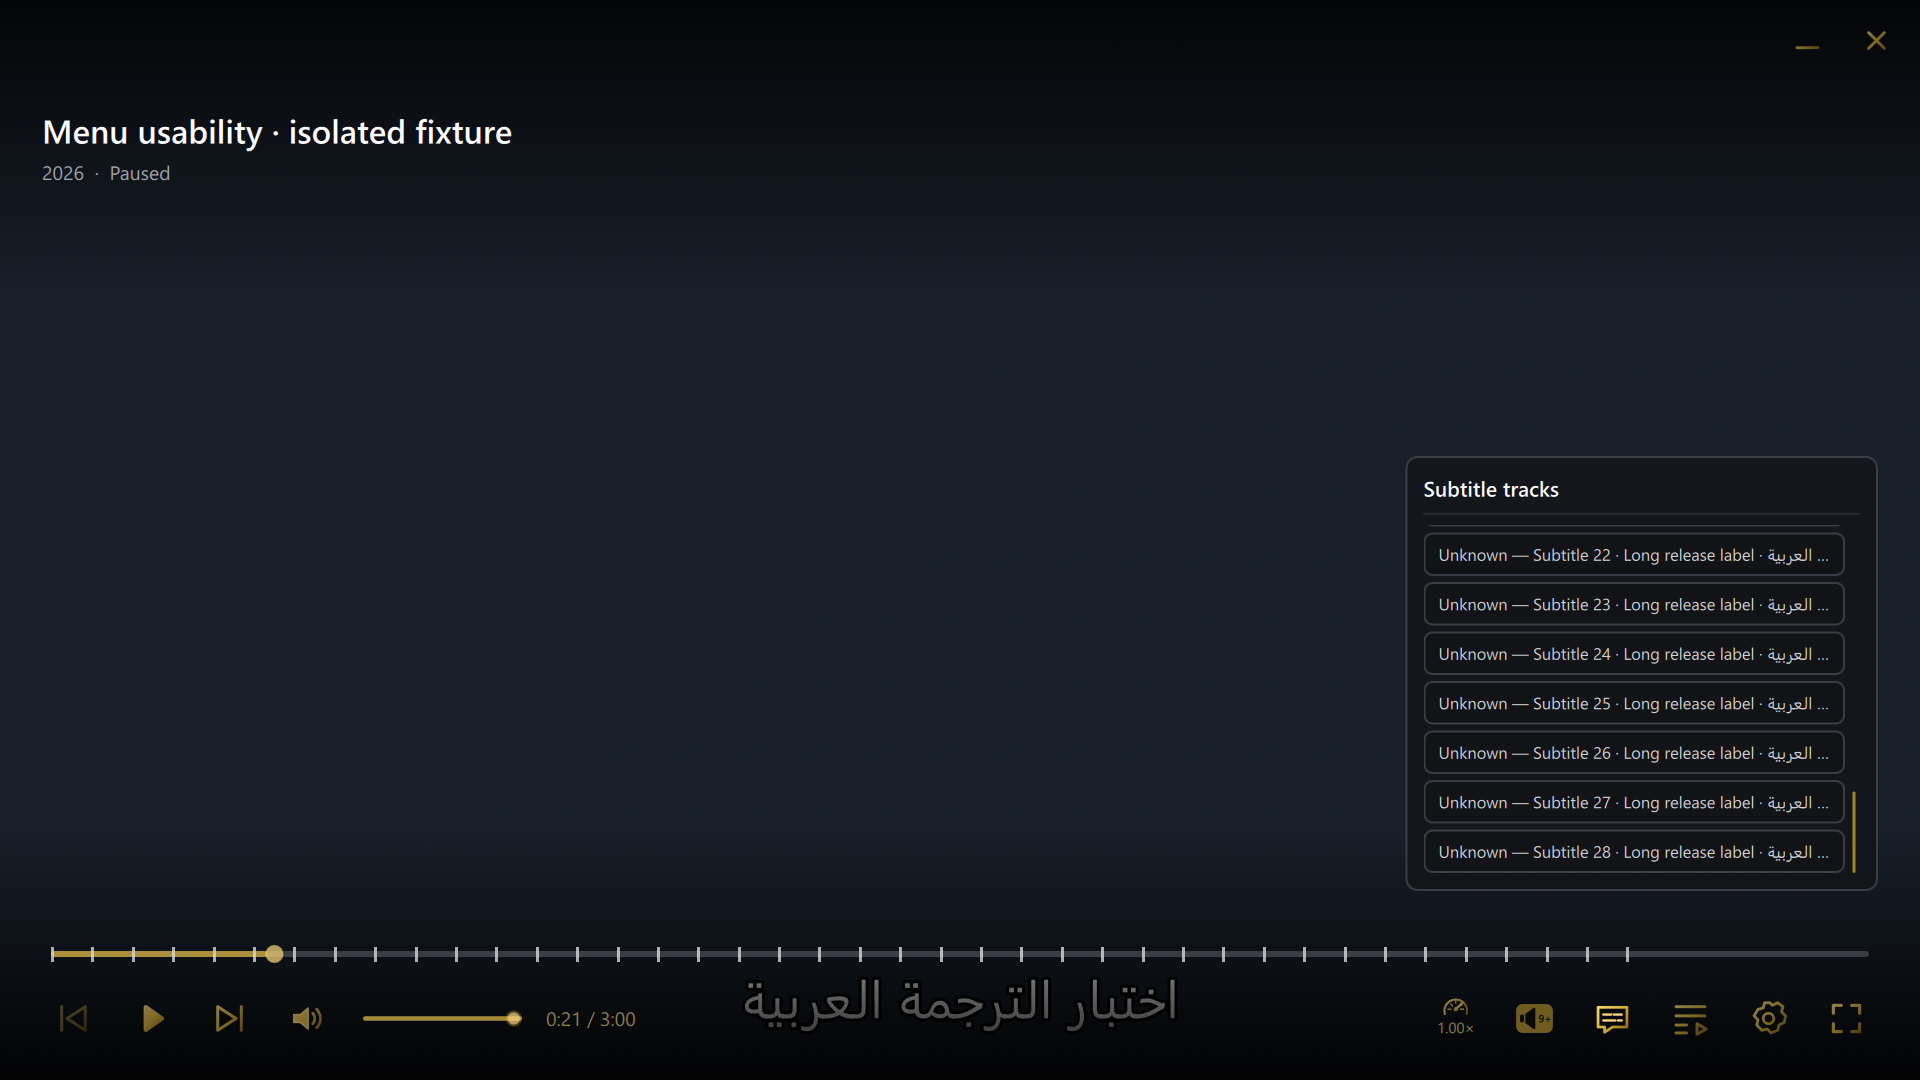 Menu usability · isolated fixture
2026 · Paused
Subtitle tracks
Unknown — Subtitle 22 · Long release label · العربية ...
Unknown — Subtitle 23 · Long release label · العربية ...
Unknown — Subtitle 24 · Long release label · العربية ...
Unknown — Subtitle 25 · Long release label · العربية ...
Unknown — Subtitle 26 · Long release label · العربية ...
Unknown — Subtitle 27 · Long release label · العربية ...
Unknown — Subtitle 28 · Long release label · العربية ...
اختبار الترجمة العربية
0:21 / 3:00
1.00×
9+